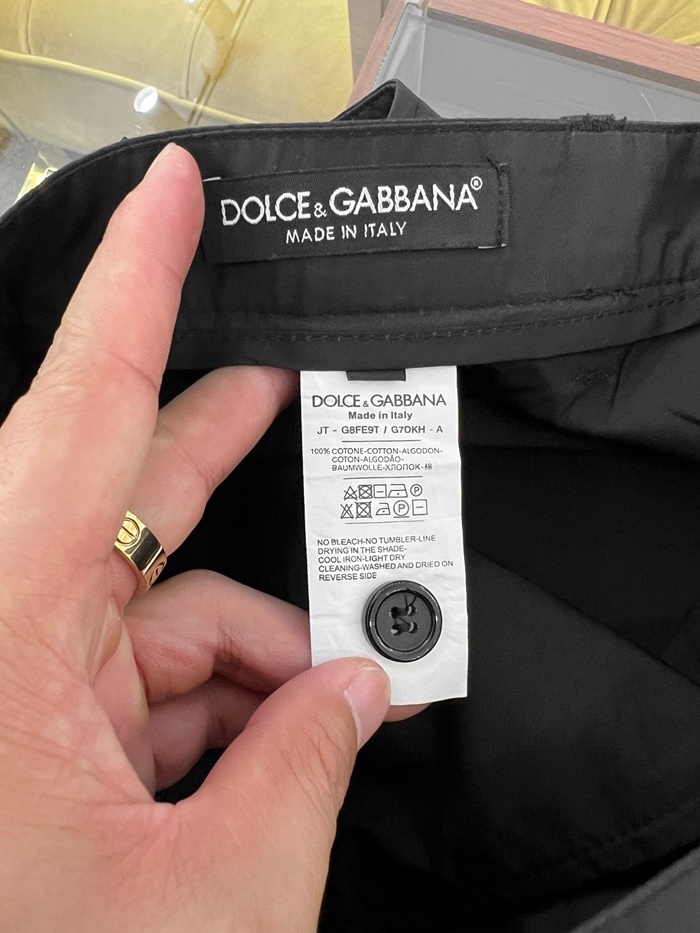 DOLCE&GABBANA®
MADE IN ITALY
DOLCE&GABBANA
Made in Italy
JT - G8FE9T / G7DKH - A
100% COTONE-COTTON-ALGODON-
COTON-ALGODÃO-
BAUMWOLLE-ХЛОПОК-棉
NO BLEACH-NO TUMBLER-LINE
DRYING IN THE SHADE-
COOL IRON-LIGHT DRY
CLEANING-WASHED AND DRIED ON
REVERSE SIDE